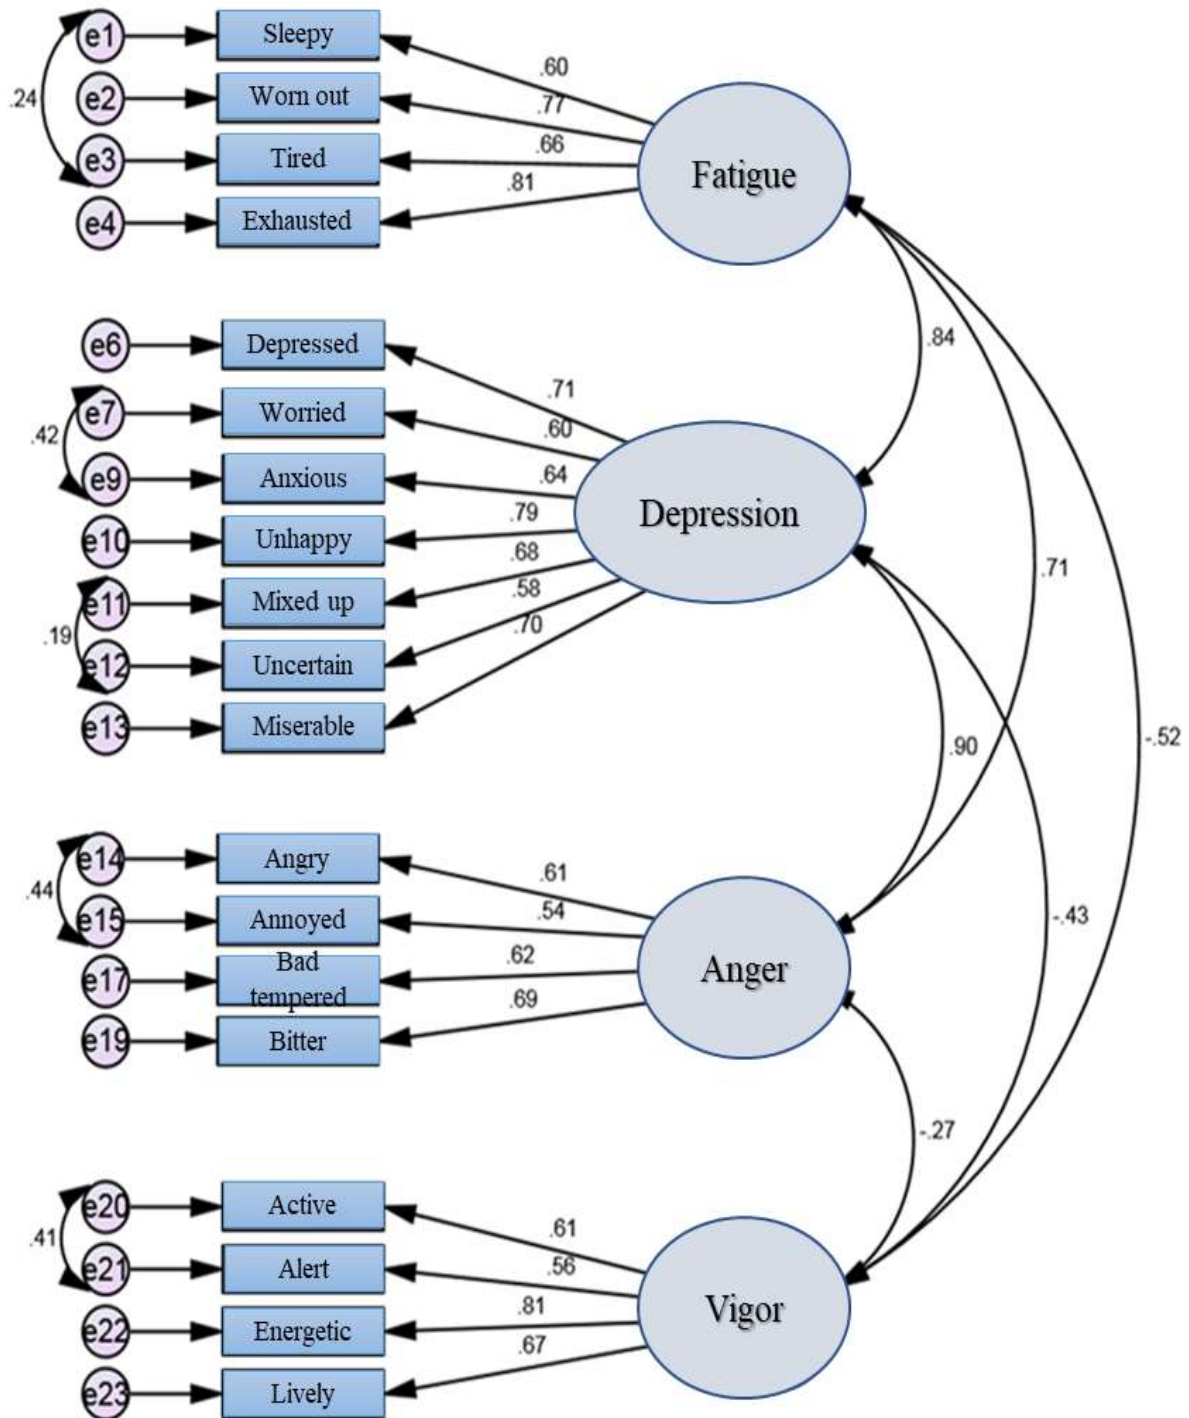 e1 Sleepy
.60
.24
e2 Worn out
.77
e3 Tired
.66
Fatigue
.81
e4 Exhausted
e6 Depressed
.84
.71
e7 Worried
.60
.42
e9 Anxious
.64
Depression
.79
e10 Unhappy
.68
.71
e11 Mixed up
.58
.19
.70
e12 Uncertain
e13 Miserable
.90
-.52
e14 Angry
.61
.44
e15 Annoyed
.54
-.43
Bad
.62
e17 tempered
Anger
.69
e19 Bitter
-.27
e20 Active
.61
.41
e21 Alert
.56
.81
Vigor
e22 Energetic
.67
e23 Lively